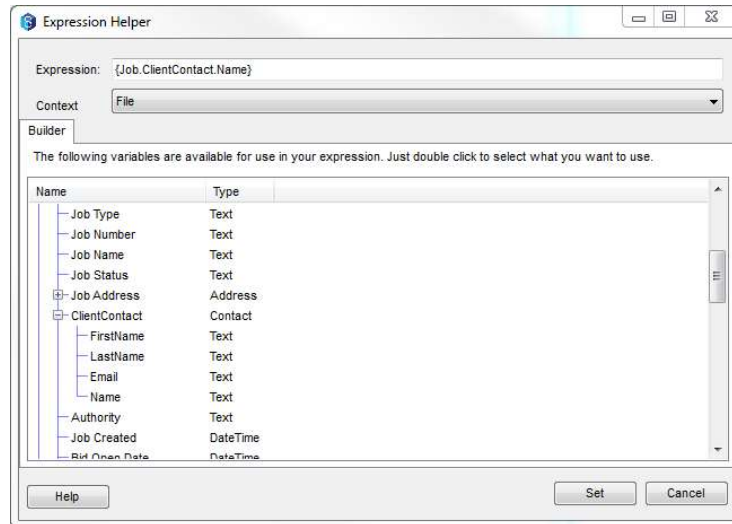 Expression Helper
Expression: {Job.ClientContact.Name}
Context File
Builder
The following variables are available for use in your expression. Just double click to select what you want to use.
Name Type
Job Type Text
Job Number Text
Job Name Text
Job Status Text
Job Address Address
ClientContact Contact
FirstName Text
LastName Text
Email Text
Name Text
Authority Text
Job Created DateTime
Bid Open Date DateTime
Help Set Cancel